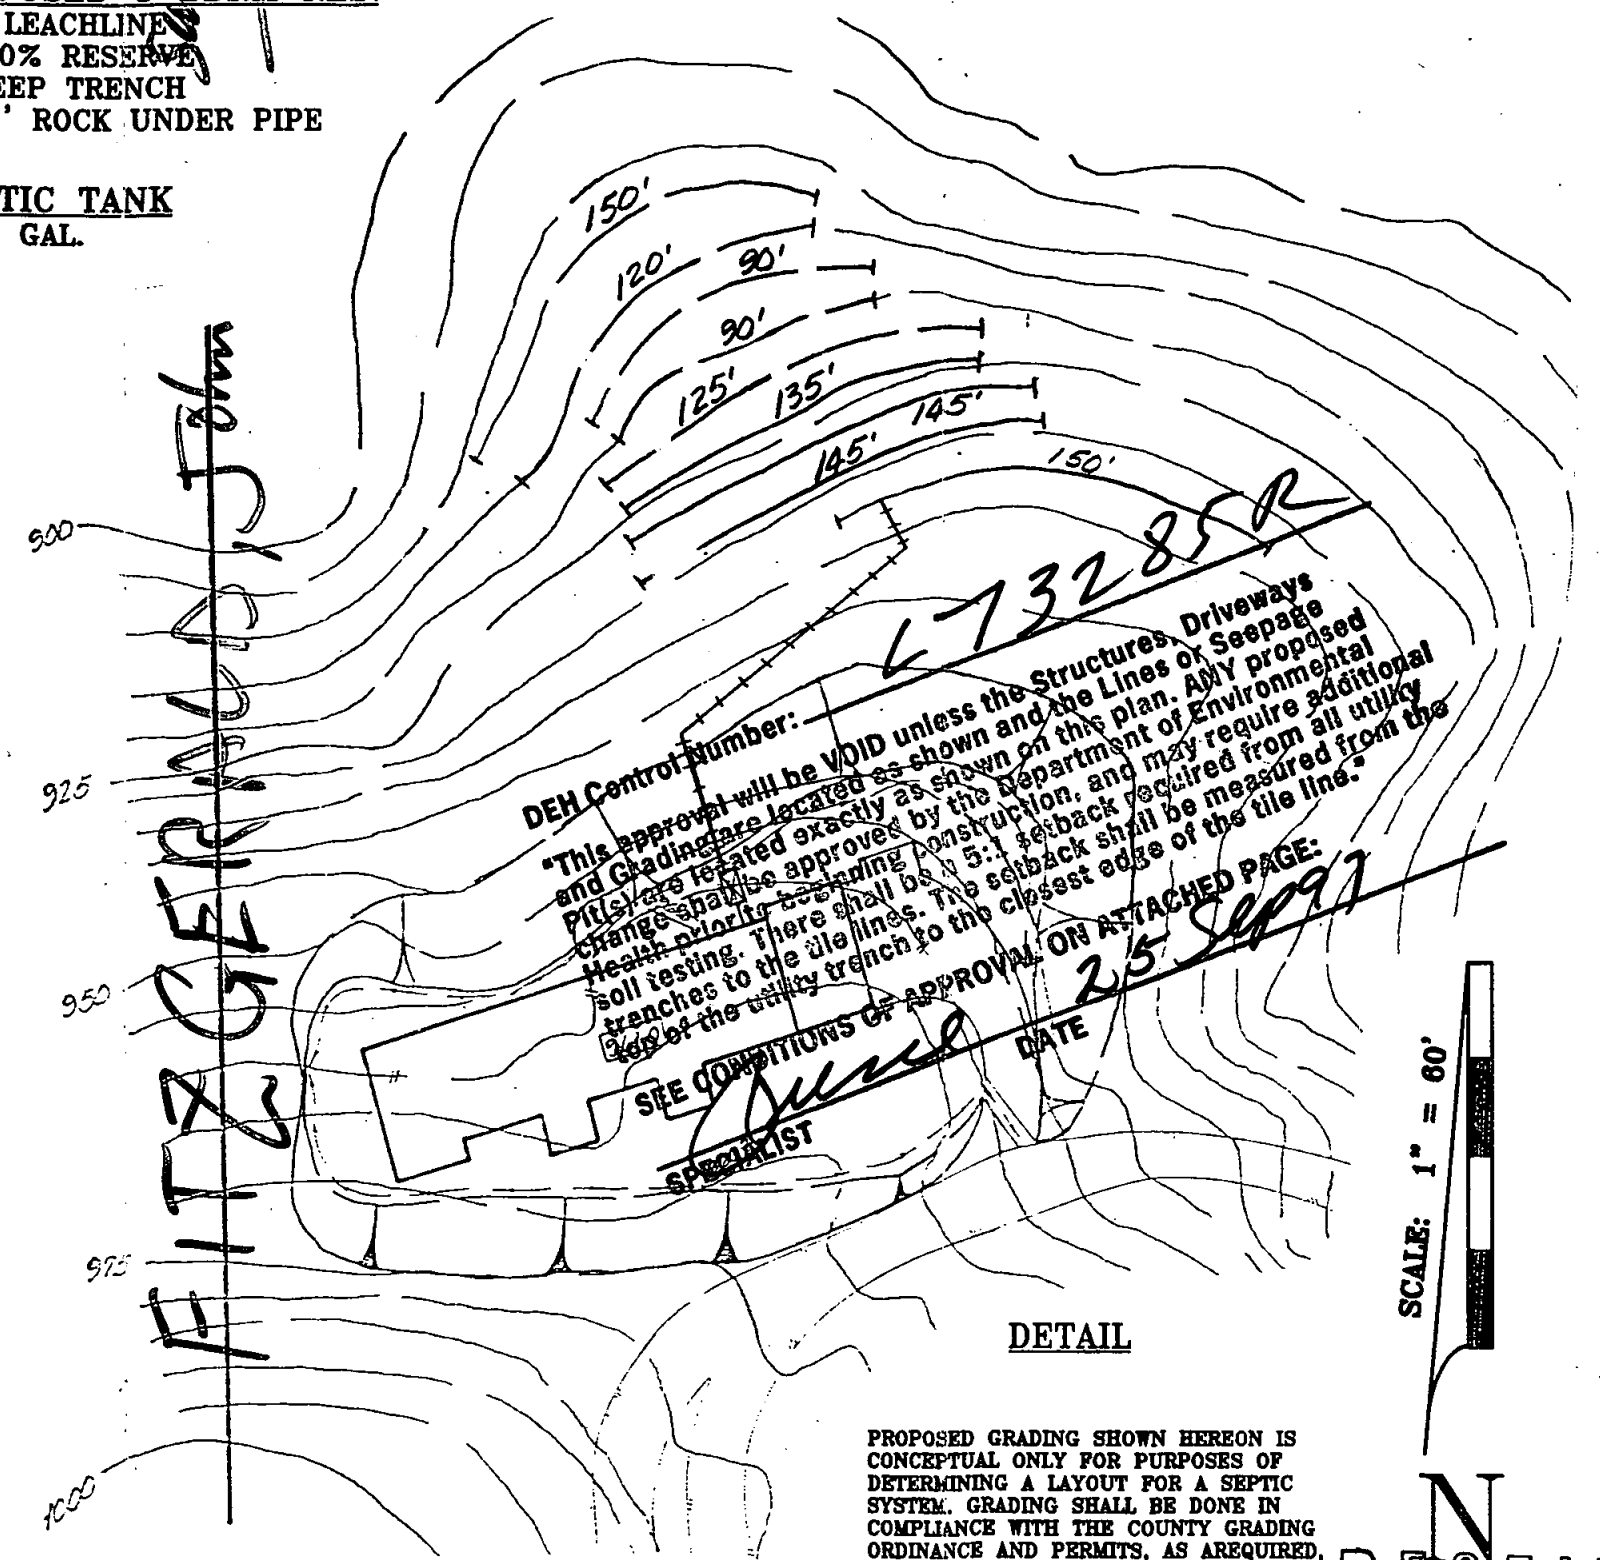 LEACHLINE
0% RESERVE
EEP TRENCH
' ROCK UNDER PIPE
TIC TANK
GAL.
150'
120'
90'
90'
125'
135'
145'
145'
150'
FITZGERALD, John
900
925
950
975
1000
DEH Control Number: L73285R
"This approval will be VOID unless the Structures, Driveways
and Grading are located as shown and the Lines or Seepage
Pit(s) are located exactly as shown on this plan. ANY proposed
change shall be approved by the Department of Environmental
Health prior to beginning construction, and may require additional
soil testing. There shall be a 5:1 setback required from all utility
trenches to the tile lines. The setback shall be measured from the
top of the utility trench to the closest edge of the tile line."
SEE CONDITIONS OF APPROVAL ON ATTACHED PAGE:
25 Sep 97
SPECIALIST
DATE
SCALE: 1" = 60'
DETAIL
PROPOSED GRADING SHOWN HEREON IS
CONCEPTUAL ONLY FOR PURPOSES OF
DETERMINING A LAYOUT FOR A SEPTIC
SYSTEM. GRADING SHALL BE DONE IN
COMPLIANCE WITH THE COUNTY GRADING
ORDINANCE AND PERMITS, AS AREQUIRED,
N